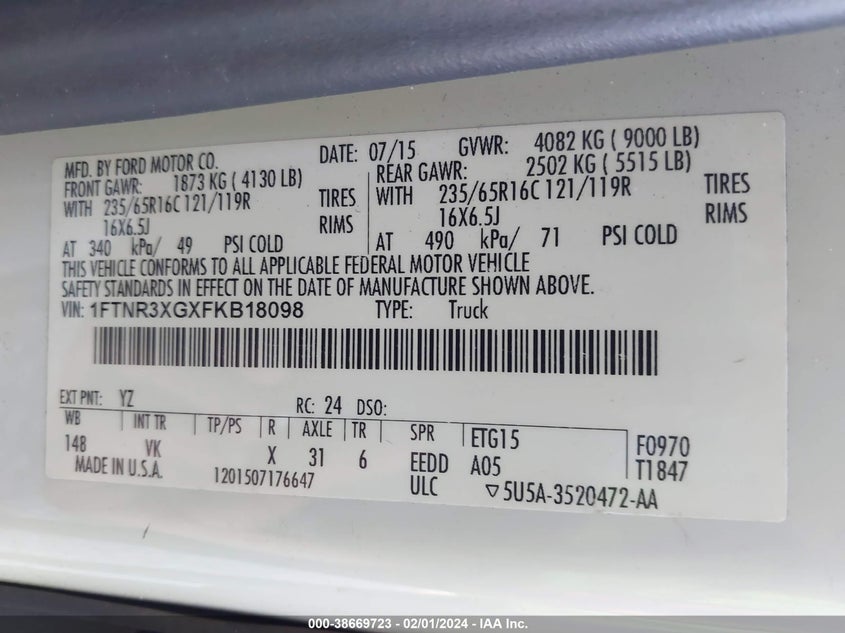 MFD. BY FORD MOTOR CO. DATE: 07/15 GVWR: 4082 KG ( 9000 LB)
FRONT GAWR: 1873 KG ( 4130 LB) REAR GAWR: 2502 KG ( 5515 LB)
WITH 235/65R16C 121/119R TIRES WITH 235/65R16C 121/119R TIRES
16X6.5J RIMS 16X6.5J RIMS
AT 340 kPa/ 49 PSI COLD AT 490 kPa/ 71 PSI COLD
THIS VEHICLE CONFORMS TO ALL APPLICABLE FEDERAL MOTOR VEHICLE
SAFETY STANDARDS IN EFFECT ON THE DATE OF MANUFACTURE SHOWN ABOVE.
VIN: 1FTNR3XGXFKB18098 TYPE: Truck
EXT PNT: YZ RC: 24 DSO:
WB INT TR TP/PS R AXLE TR SPR ETG15 F0970
148 VK X 31 6 EEDD A05 T1847
MADE IN U.S.A. 1201507176647 ULC ▽5U5A-3520472-AA
000-38669723 - 02/01/2024 - IAA Inc.